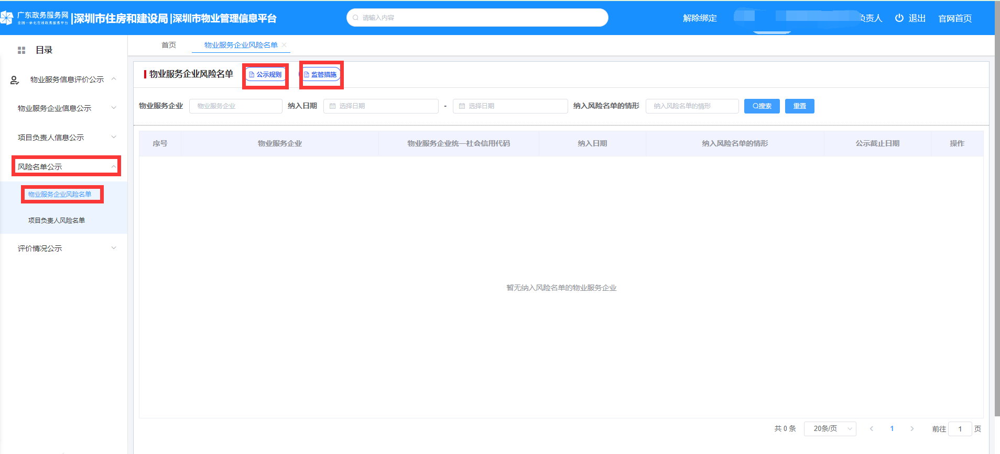 广东政务服务网
全国一体化在线政务服务平台
|深圳市住房和建设局|深圳市物业管理信息平台
请输入内容
解除绑定
负责人
退出
官网首页
目录
首页
物业服务企业风险名单
物业服务信息评价公示
物业服务企业信息公示
项目负责人信息公示
风险名单公示
物业服务企业风险名单
项目负责人风险名单
评价情况公示
物业服务企业风险名单
公示规则
监管措施
物业服务企业 物业服务企业 纳入日期 选择日期 - 选择日期 纳入风险名单的情形 纳入风险名单的情形 搜索 重置
序号 物业服务企业 物业服务企业统一社会信用代码 纳入日期 纳入风险名单的情形 公示截止日期 操作
暂无纳入风险名单的物业服务企业
共 0 条 20条/页 1 前往 1 页